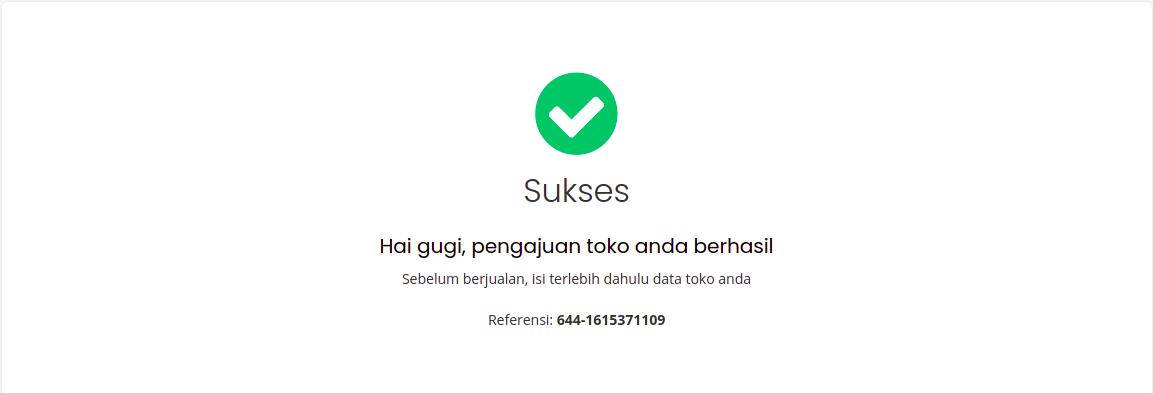 Sukses
Hai gugi, pengajuan toko anda berhasil
Sebelum berjualan, isi terlebih dahulu data toko anda
Referensi: 644-1615371109